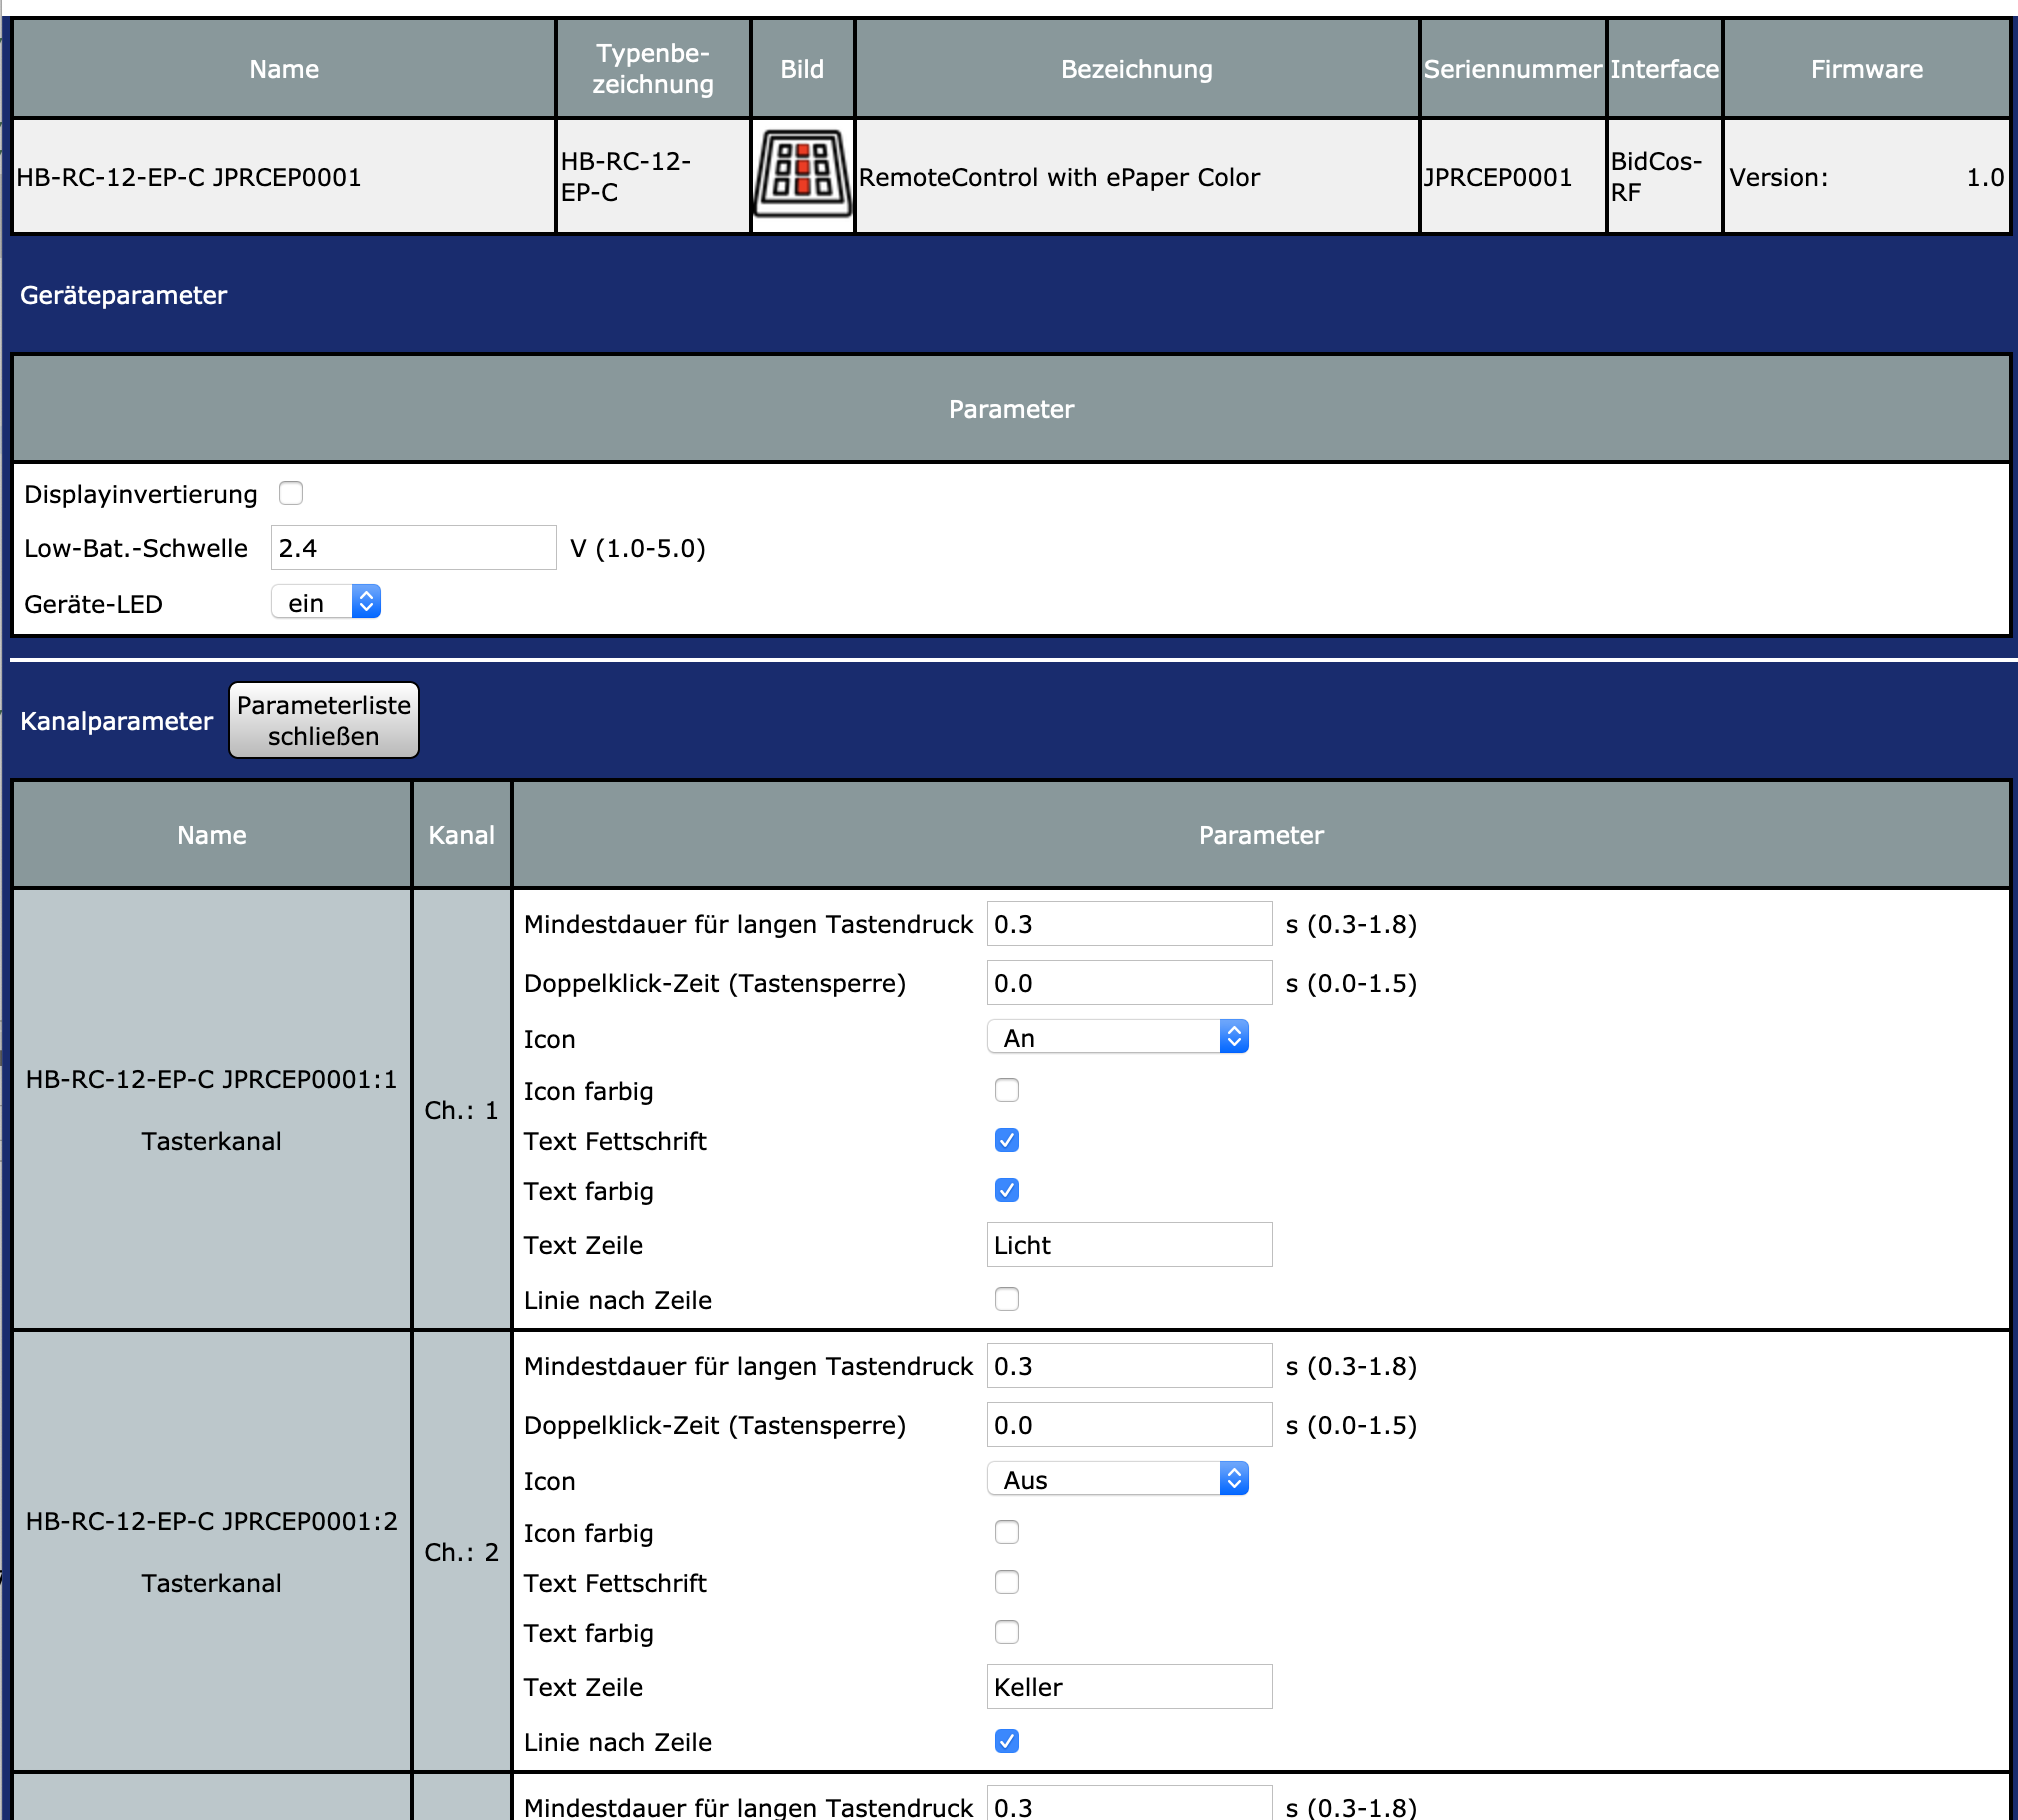 Name
Typenbe-
zeichnung
Bild
Bezeichnung
Seriennummer
Interface
Firmware
HB-RC-12-EP-C JPRCEP0001
HB-RC-12-
EP-C
RemoteControl with ePaper Color
JPRCEP0001
BidCos-
RF
Version: 1.0
Geräteparameter
Parameter
Displayinvertierung
Low-Bat.-Schwelle 2.4 V (1.0-5.0)
Geräte-LED ein
Kanalparameter
Parameterliste
schließen
Name Kanal Parameter
HB-RC-12-EP-C JPRCEP0001:1
Tasterkanal
Ch.: 1
Mindestdauer für langen Tastendruck 0.3 s (0.3-1.8)
Doppelklick-Zeit (Tastensperre) 0.0 s (0.0-1.5)
Icon An
Icon farbig
Text Fettschrift
Text farbig
Text Zeile Licht
Linie nach Zeile
HB-RC-12-EP-C JPRCEP0001:2
Tasterkanal
Ch.: 2
Mindestdauer für langen Tastendruck 0.3 s (0.3-1.8)
Doppelklick-Zeit (Tastensperre) 0.0 s (0.0-1.5)
Icon Aus
Icon farbig
Text Fettschrift
Text farbig
Text Zeile Keller
Linie nach Zeile
Mindestdauer für langen Tastendruck 0.3 s (0.3-1.8)